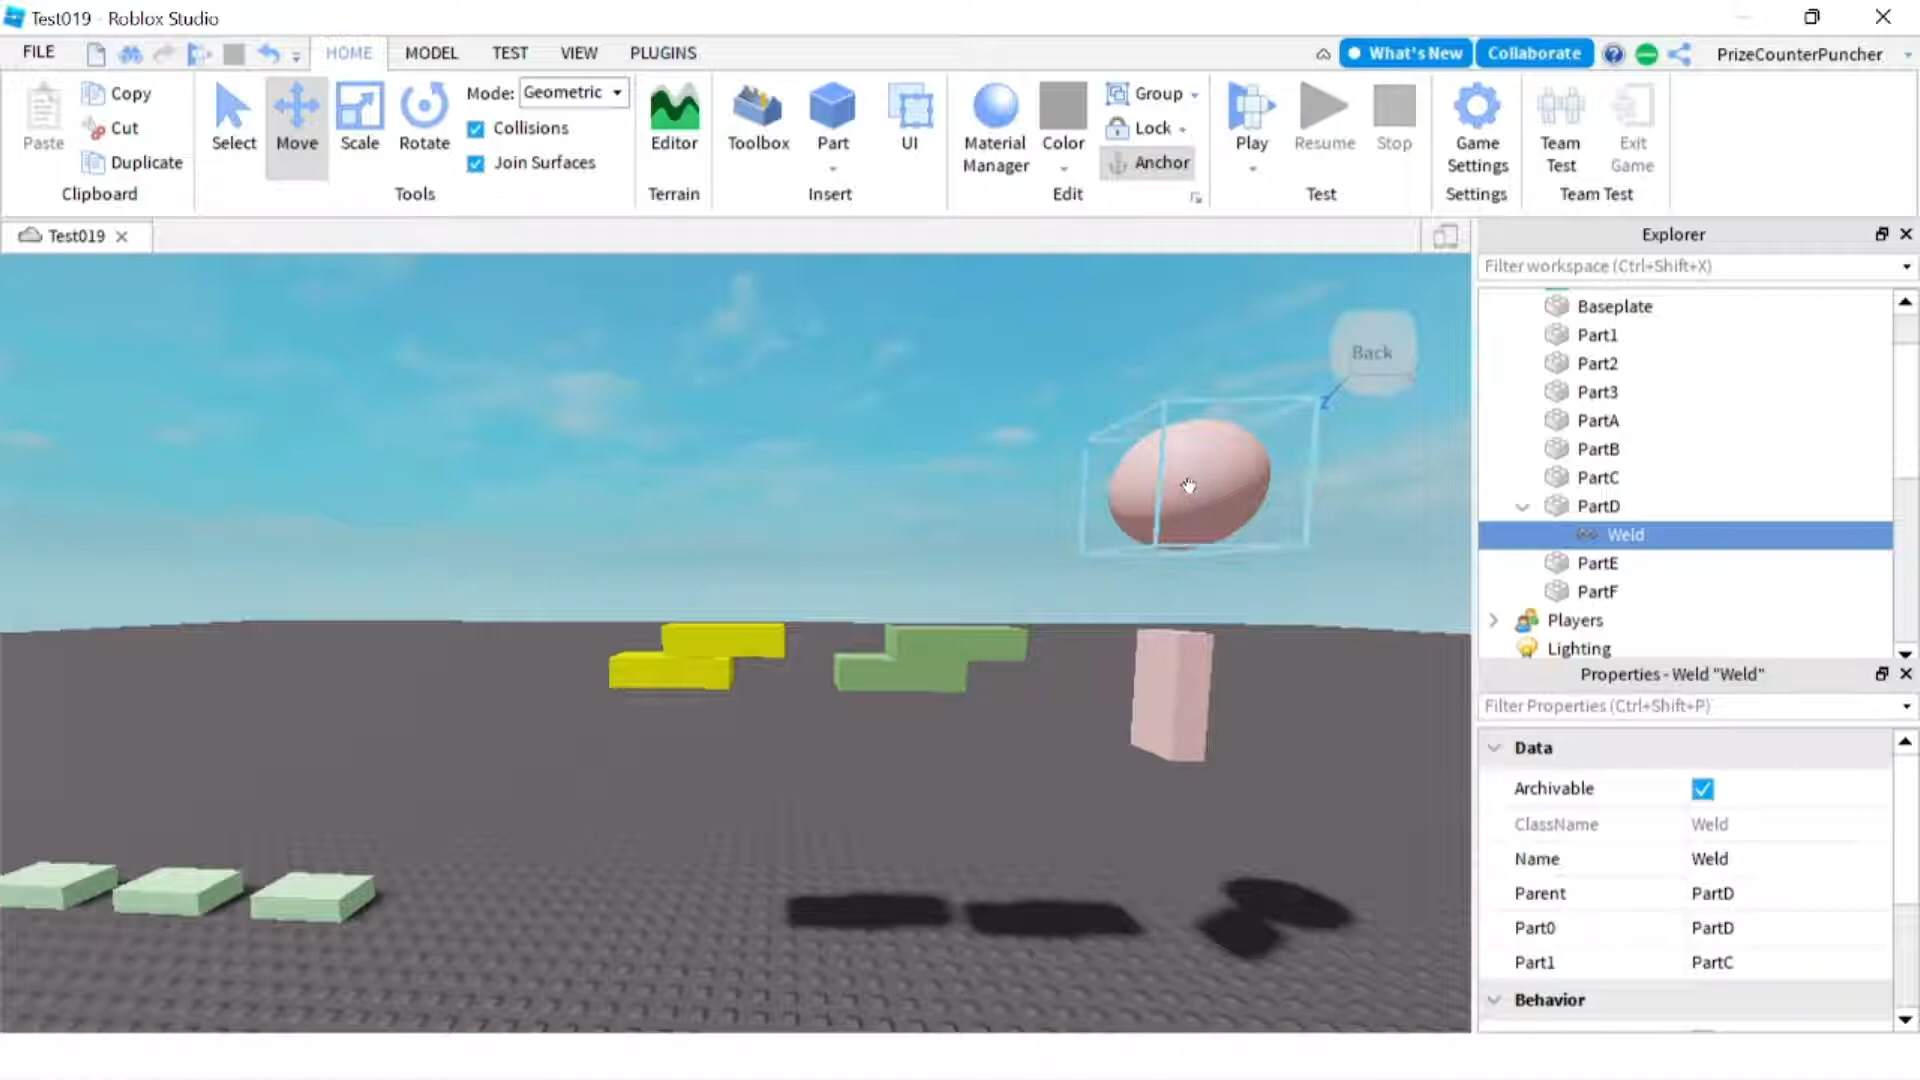 Test019 - Roblox Studio
FILE HOME MODEL TEST VIEW PLUGINS What's New Collaborate ? PrizeCounterPuncher
Paste
Copy
Cut
Duplicate
Clipboard
Select
Move
Scale
Rotate
Mode: Geometric
Collisions
Join Surfaces
Tools
Editor
Terrain
Toolbox
Part
UI
Insert
Material
Manager
Color
Group
Lock
Anchor
Edit
Play
Resume
Stop
Test
Game
Settings
Settings
Team
Test
Exit
Game
Team Test
Test019
Back
Z
Explorer
Filter workspace (Ctrl+Shift+X)
Baseplate
Part1
Part2
Part3
PartA
PartB
PartC
PartD
Weld
PartE
PartF
Players
Lighting
Properties - Weld "Weld"
Filter Properties (Ctrl+Shift+P)
Data
Archivable
ClassName Weld
Name Weld
Parent PartD
Part0 PartD
Part1 PartC
Behavior